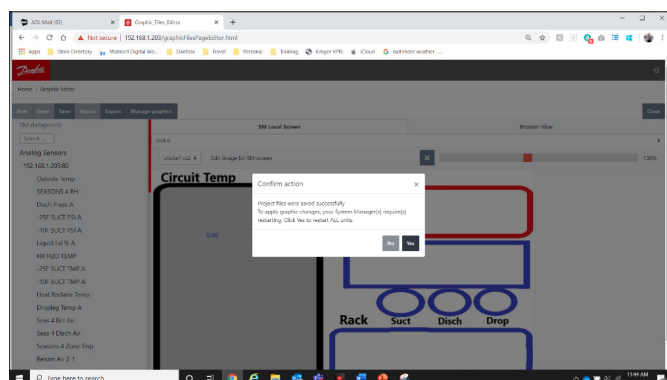 AOL Mail (65)
Graphic_Files_Editor
Not secure | 192.168.1.203/graphicFilesPageEditor.html
Apps Store Directory Walmart Digital Wo... Danfoss Travel Personal Training Kroger VPN iCloud baltimore weather ...
Danfoss
Home / Graphic Editor
New Open Save Import Export Manage graphics Close
SM datapoints
SM Local Screen Browser View
Search ...
Unit 0
Analog Sensors
Edit image for SM screen
130%
192.168.1.203:80
Circuit Temp
Outside Temp
SEASONS 4 RH
Disch Press A
-25F SUCT PSI A
-10F SUCT PSI A
Liquid Lvl % A
HR H2O TEMP
-25F SUCT TMP A
-10F SUCT TMP A
Heat Reclaim Temp
Dropleg Temp A
Seas 4 Ret Air
Seas 4 Disch Air
Seasons 4 Zone Tmp
Return Air 2 1
0.00
Confirm action
Project files were saved successfully
To apply graphic changes, your System Manager(s) require(s)
restarting. Click Yes to restart ALL units.
No Yes
Rack Suct Disch Drop
Type here to search
11:44 AM